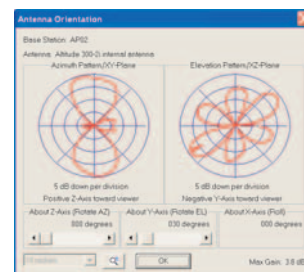 Antenna Orientation
Base Station: AP02
Antenna: Altitude 300-2i internal antenna
Azimuth Pattern/XY-Plane
Elevation Pattern/XZ-Plane
5 dB down per division
5 dB down per division
Positive Z-Axis toward viewer
Negative Y-Axis toward viewer
About Z-Axis (Rotate AZ)
About Y-Axis (Rotate EL)
About X-Axis (Roll)
000 degrees
030 degrees
000 degrees
OK
Max Gain: 3.8 dB